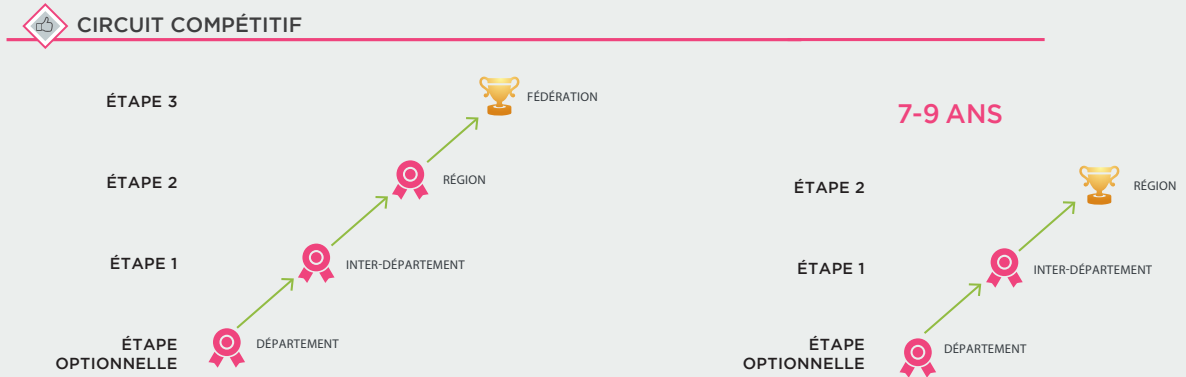 CIRCUIT COMPÉTITIF
ÉTAPE 3
FÉDÉRATION
ÉTAPE 2
RÉGION
ÉTAPE 1
INTER-DÉPARTEMENT
ÉTAPE
OPTIONNELLE
DÉPARTEMENT
7-9 ANS
ÉTAPE 2
RÉGION
ÉTAPE 1
INTER-DÉPARTEMENT
ÉTAPE
OPTIONNELLE
DÉPARTEMENT